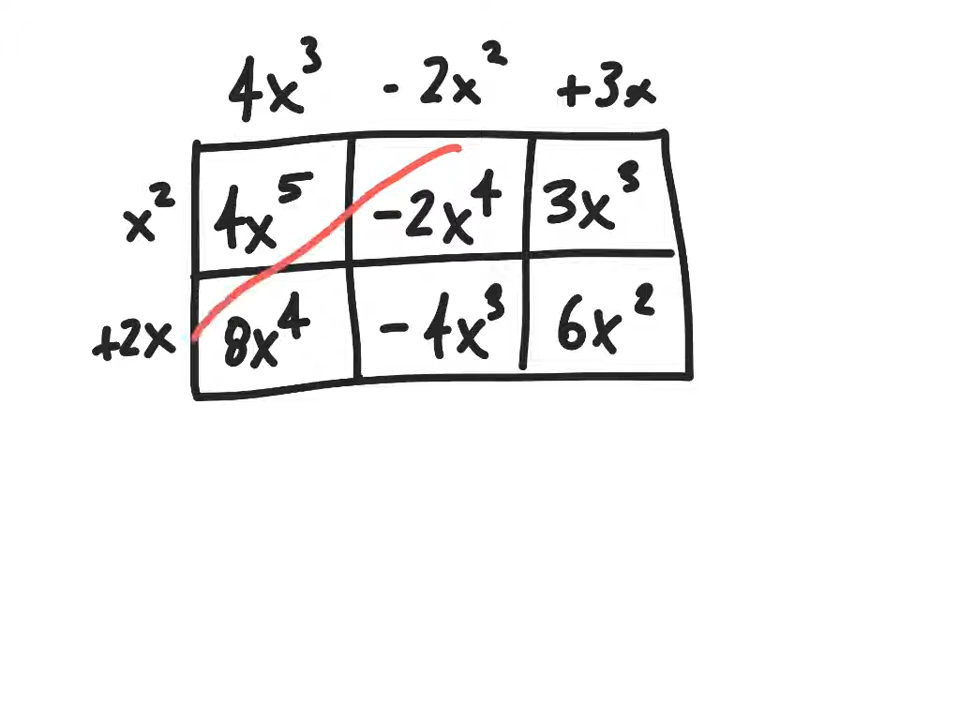 4x³ - 2x² +3x
x² 4x⁵ -2x⁴ 3x³
+2x 8x⁴ -4x³ 6x²